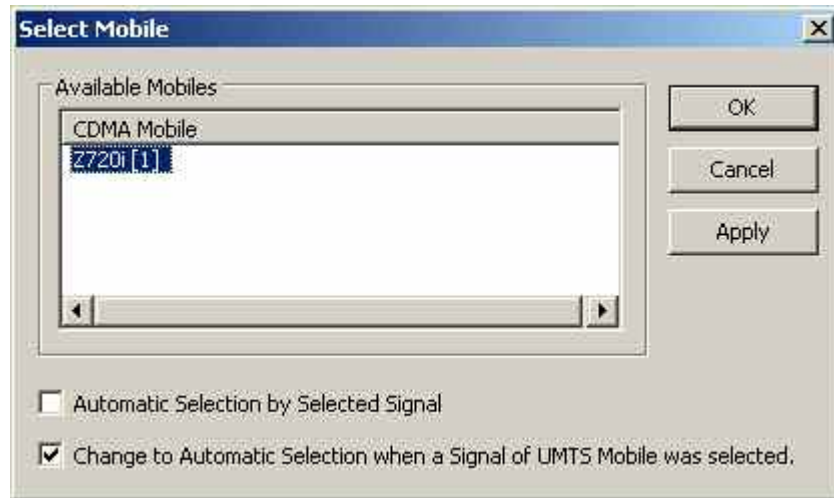 Select Mobile
Available Mobiles
CDMA Mobile
Z720i [1]
OK
Cancel
Apply
Automatic Selection by Selected Signal
Change to Automatic Selection when a Signal of UMTS Mobile was selected.